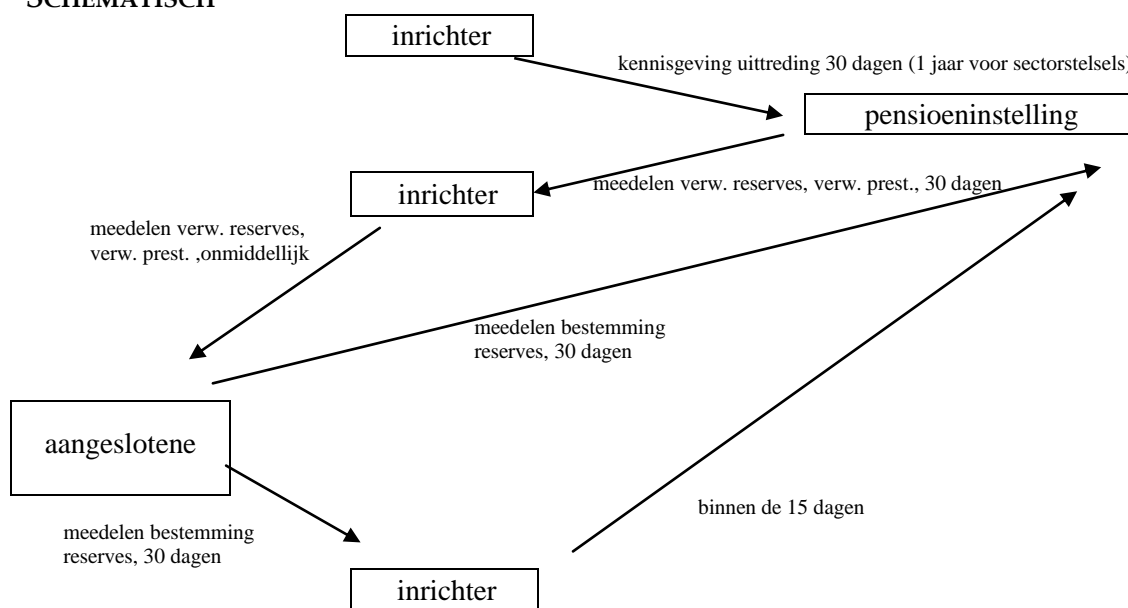 SCHEMATISCH
inrichter
kennisgeving uittreding 30 dagen (1 jaar voor sectorstelsels)
pensioeninstelling
inrichter
meedelen verw. reserves, verw. prest., 30 dagen
meedelen verw. reserves,
verw. prest. ,onmiddellijk
meedelen bestemming
reserves, 30 dagen
aangeslotene
binnen de 15 dagen
meedelen bestemming
reserves, 30 dagen
inrichter